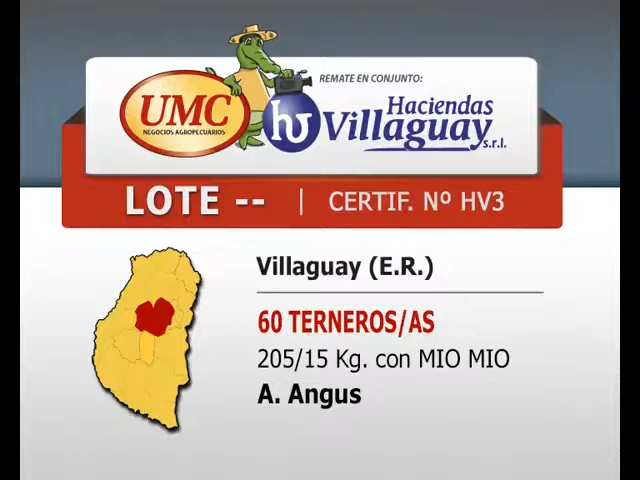 REMATE EN CONJUNTO:
UMC
NEGOCIOS AGROPECUARIOS
hv
Haciendas
Villaguay
s.r.l.
LOTE -- | CERTIF. Nº HV3
Villaguay (E.R.)
60 TERNEROS/AS
205/15 Kg. con MIO MIO
A. Angus